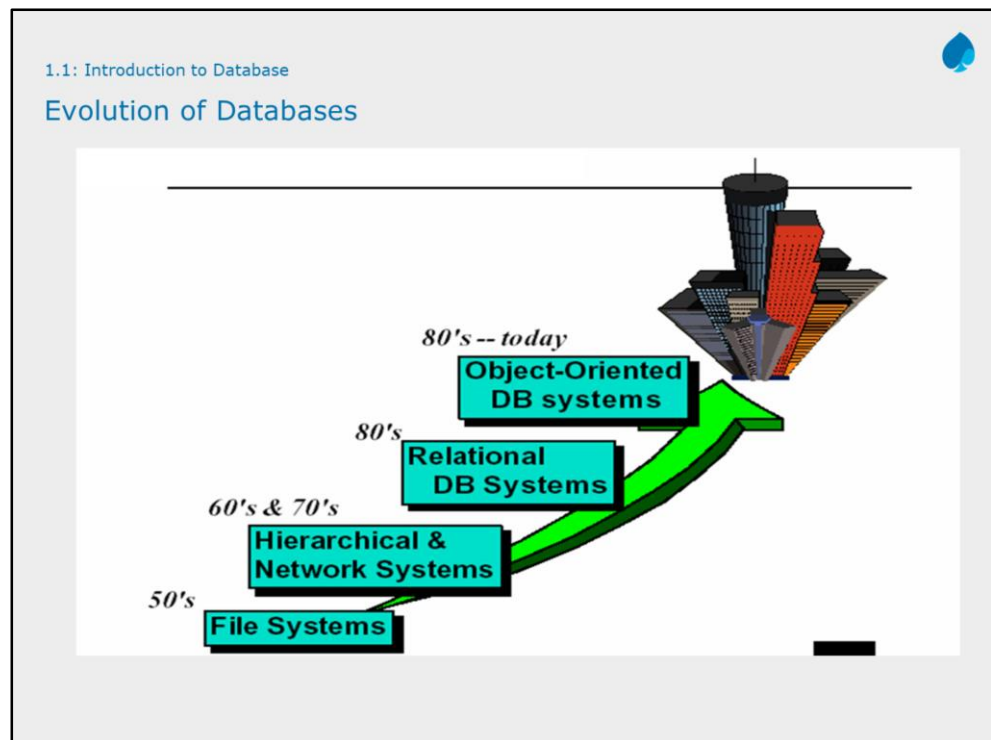 1.1: Introduction to Database
Evolution of Databases
80's -- today
Object-Oriented
DB systems
80's
Relational
DB Systems
60's & 70's
Hierarchical &
Network Systems
50's
File Systems